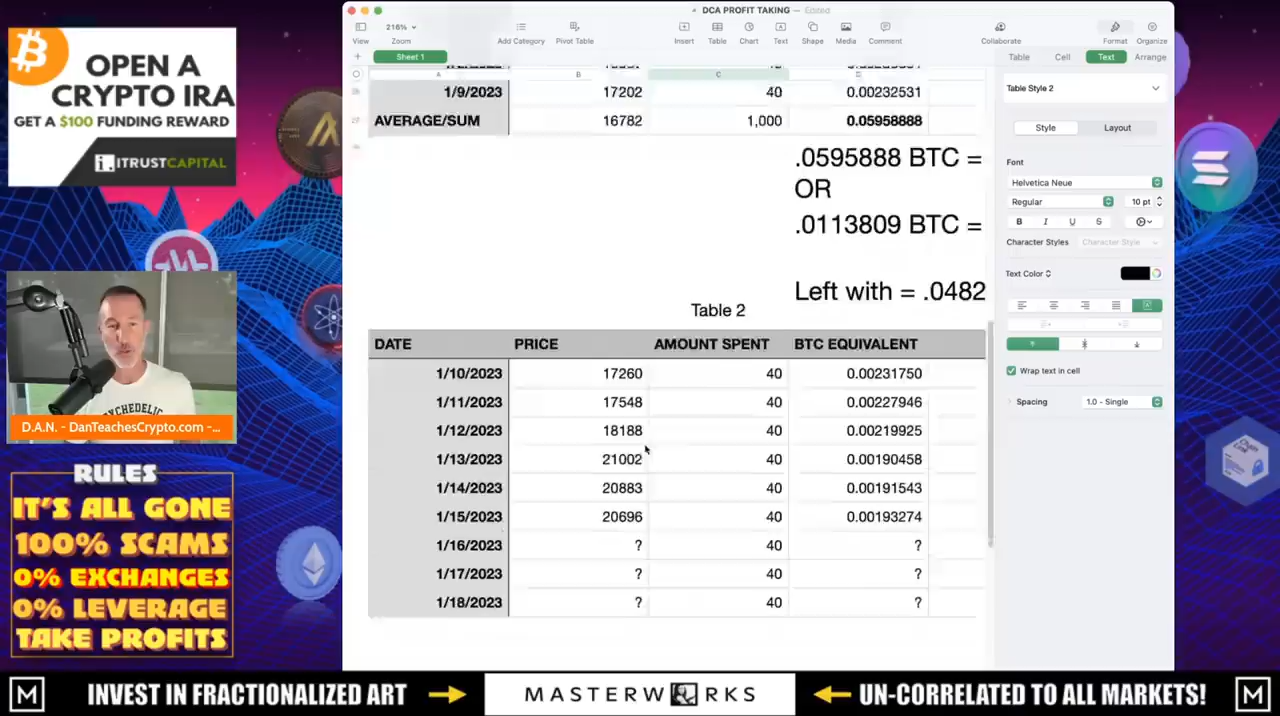 OPEN A
CRYPTO IRA
GET A $100 FUNDING REWARD
ITRUSTCAPITAL
D.A.N. - DanTeachesCrypto.com -...
RULES
IT'S ALL GONE
100% SCAMS
0% EXCHANGES
0% LEVERAGE
TAKE PROFITS
DCA PROFIT TAKING — Edited
216%
View Zoom Add Category Pivot Table Insert Table Chart Text Shape Media Comment Collaborate Format Organize
Sheet 1
Table Cell Text Arrange
A B C
1/9/2023 17202 40 0.00232531
AVERAGE/SUM 16782 1,000 0.05958888
.0595888 BTC =
OR
.0113809 BTC =
Left with = .0482
Table 2
DATE PRICE AMOUNT SPENT BTC EQUIVALENT
1/10/2023 17260 40 0.00231750
1/11/2023 17548 40 0.00227946
1/12/2023 18188 40 0.00219925
1/13/2023 21002 40 0.00190458
1/14/2023 20883 40 0.00191543
1/15/2023 20696 40 0.00193274
1/16/2023 ? 40 ?
1/17/2023 ? 40 ?
1/18/2023 ? 40 ?
Table Style 2
Style Layout
Font
Helvetica Neue
Regular 10 pt
B I U S
Character Styles Character Style
Text Color
Wrap text in cell
Spacing 1.0 - Single
M INVEST IN FRACTIONALIZED ART MASTERWORKS UN-CORRELATED TO ALL MARKETS! M